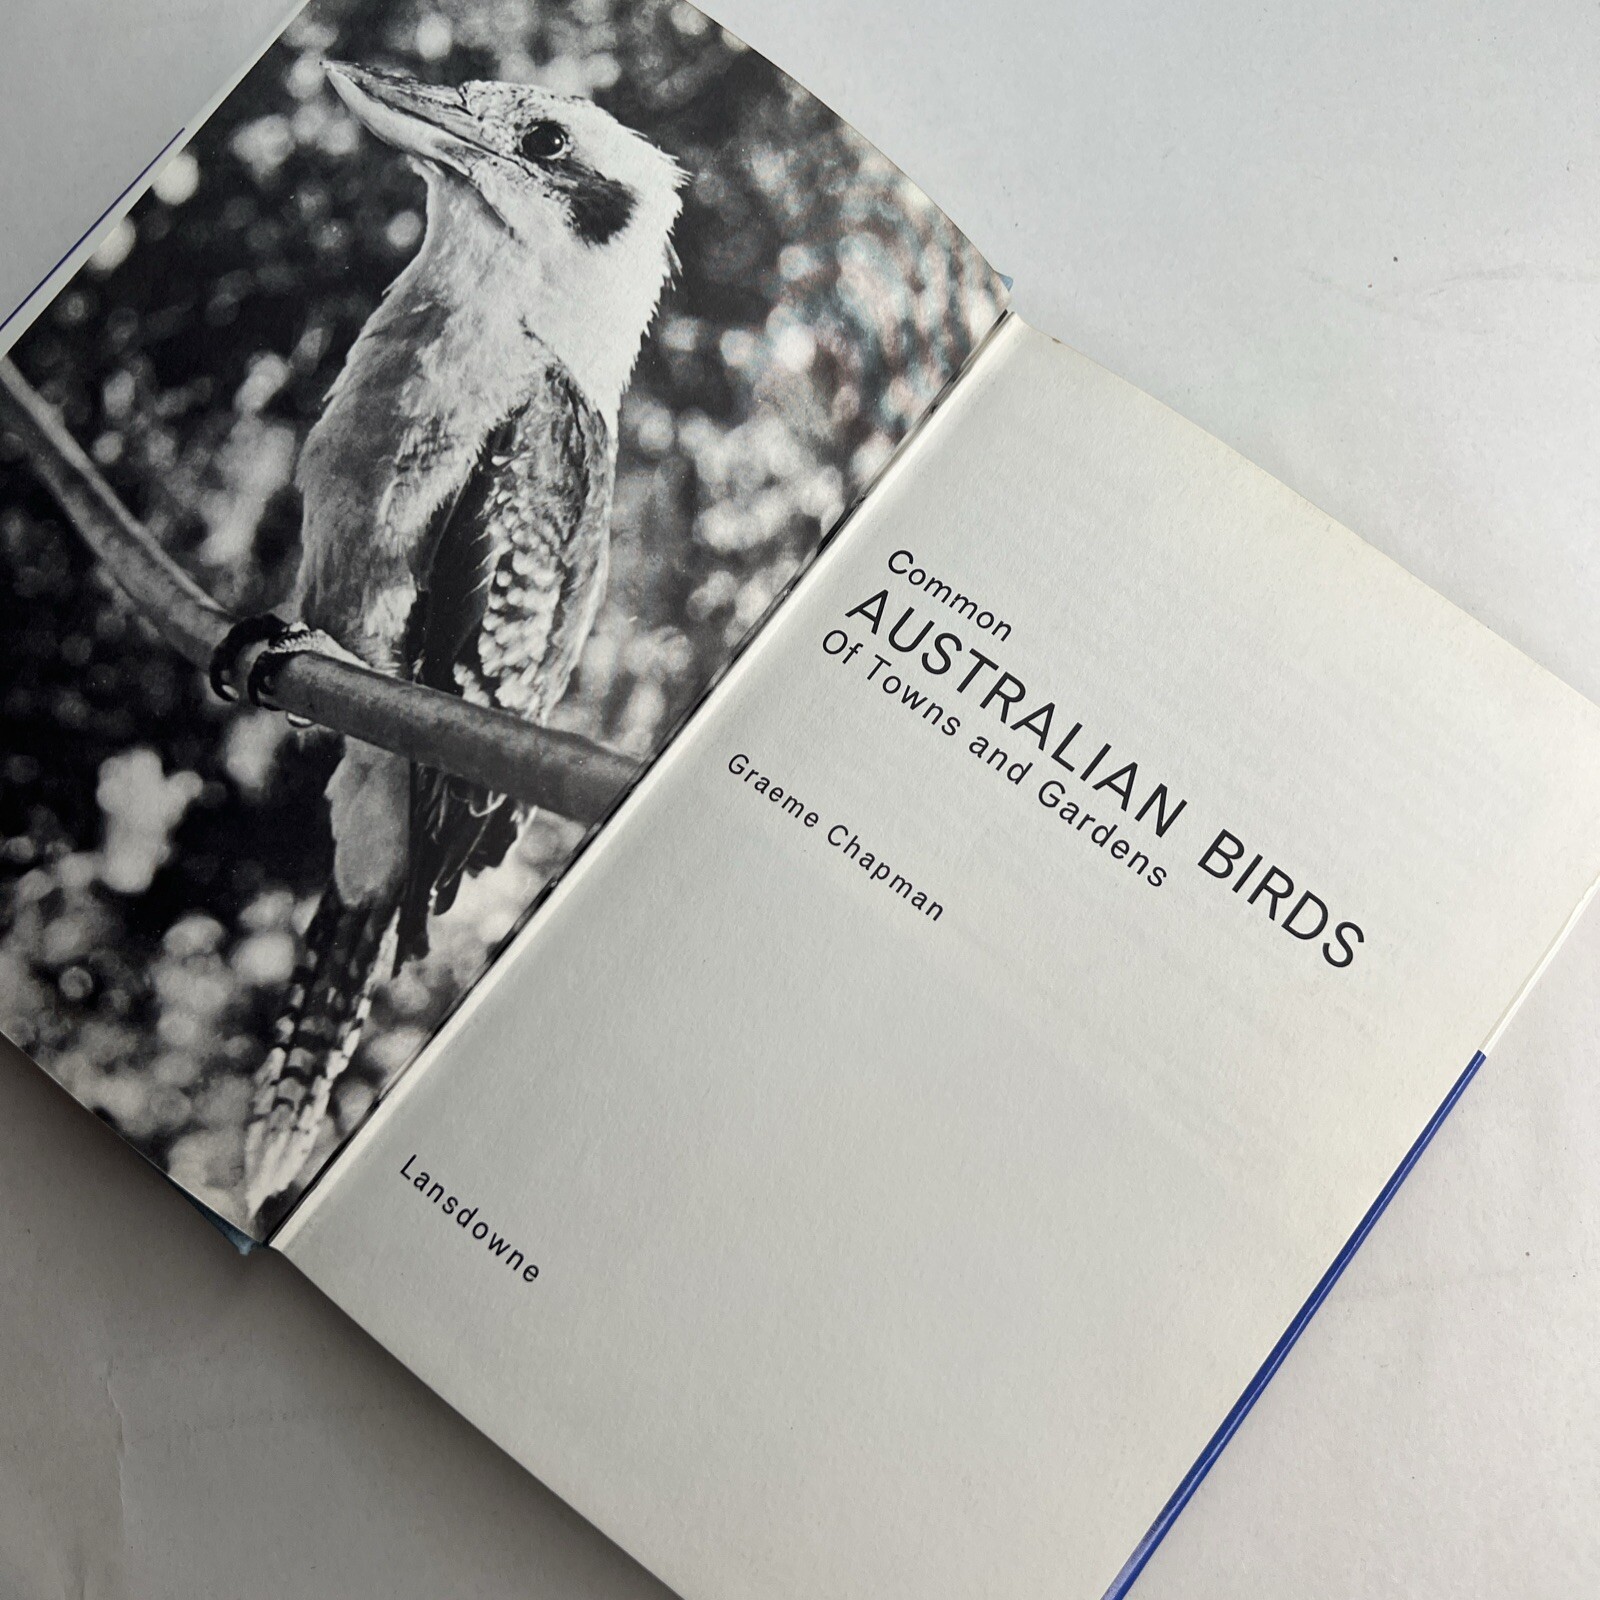 Common
AUSTRALIAN BIRDS
Of Towns and Gardens
Graeme Chapman
Lansdowne